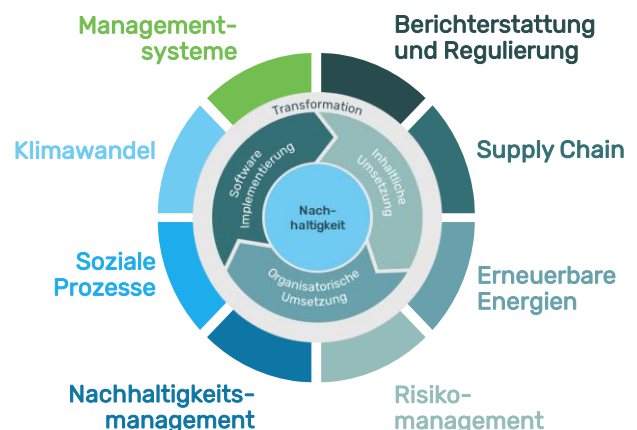 Management-
systeme
Berichterstattung
und Regulierung
Klimawandel
Supply Chain
Soziale
Prozesse
Erneuerbare
Energien
Nachhaltigkeits-
management
Risiko-
management
Transformation
Software
Implementierung
Inhaltliche
Umsetzung
Organisatorische
Umsetzung
Nach-
haltigkeit